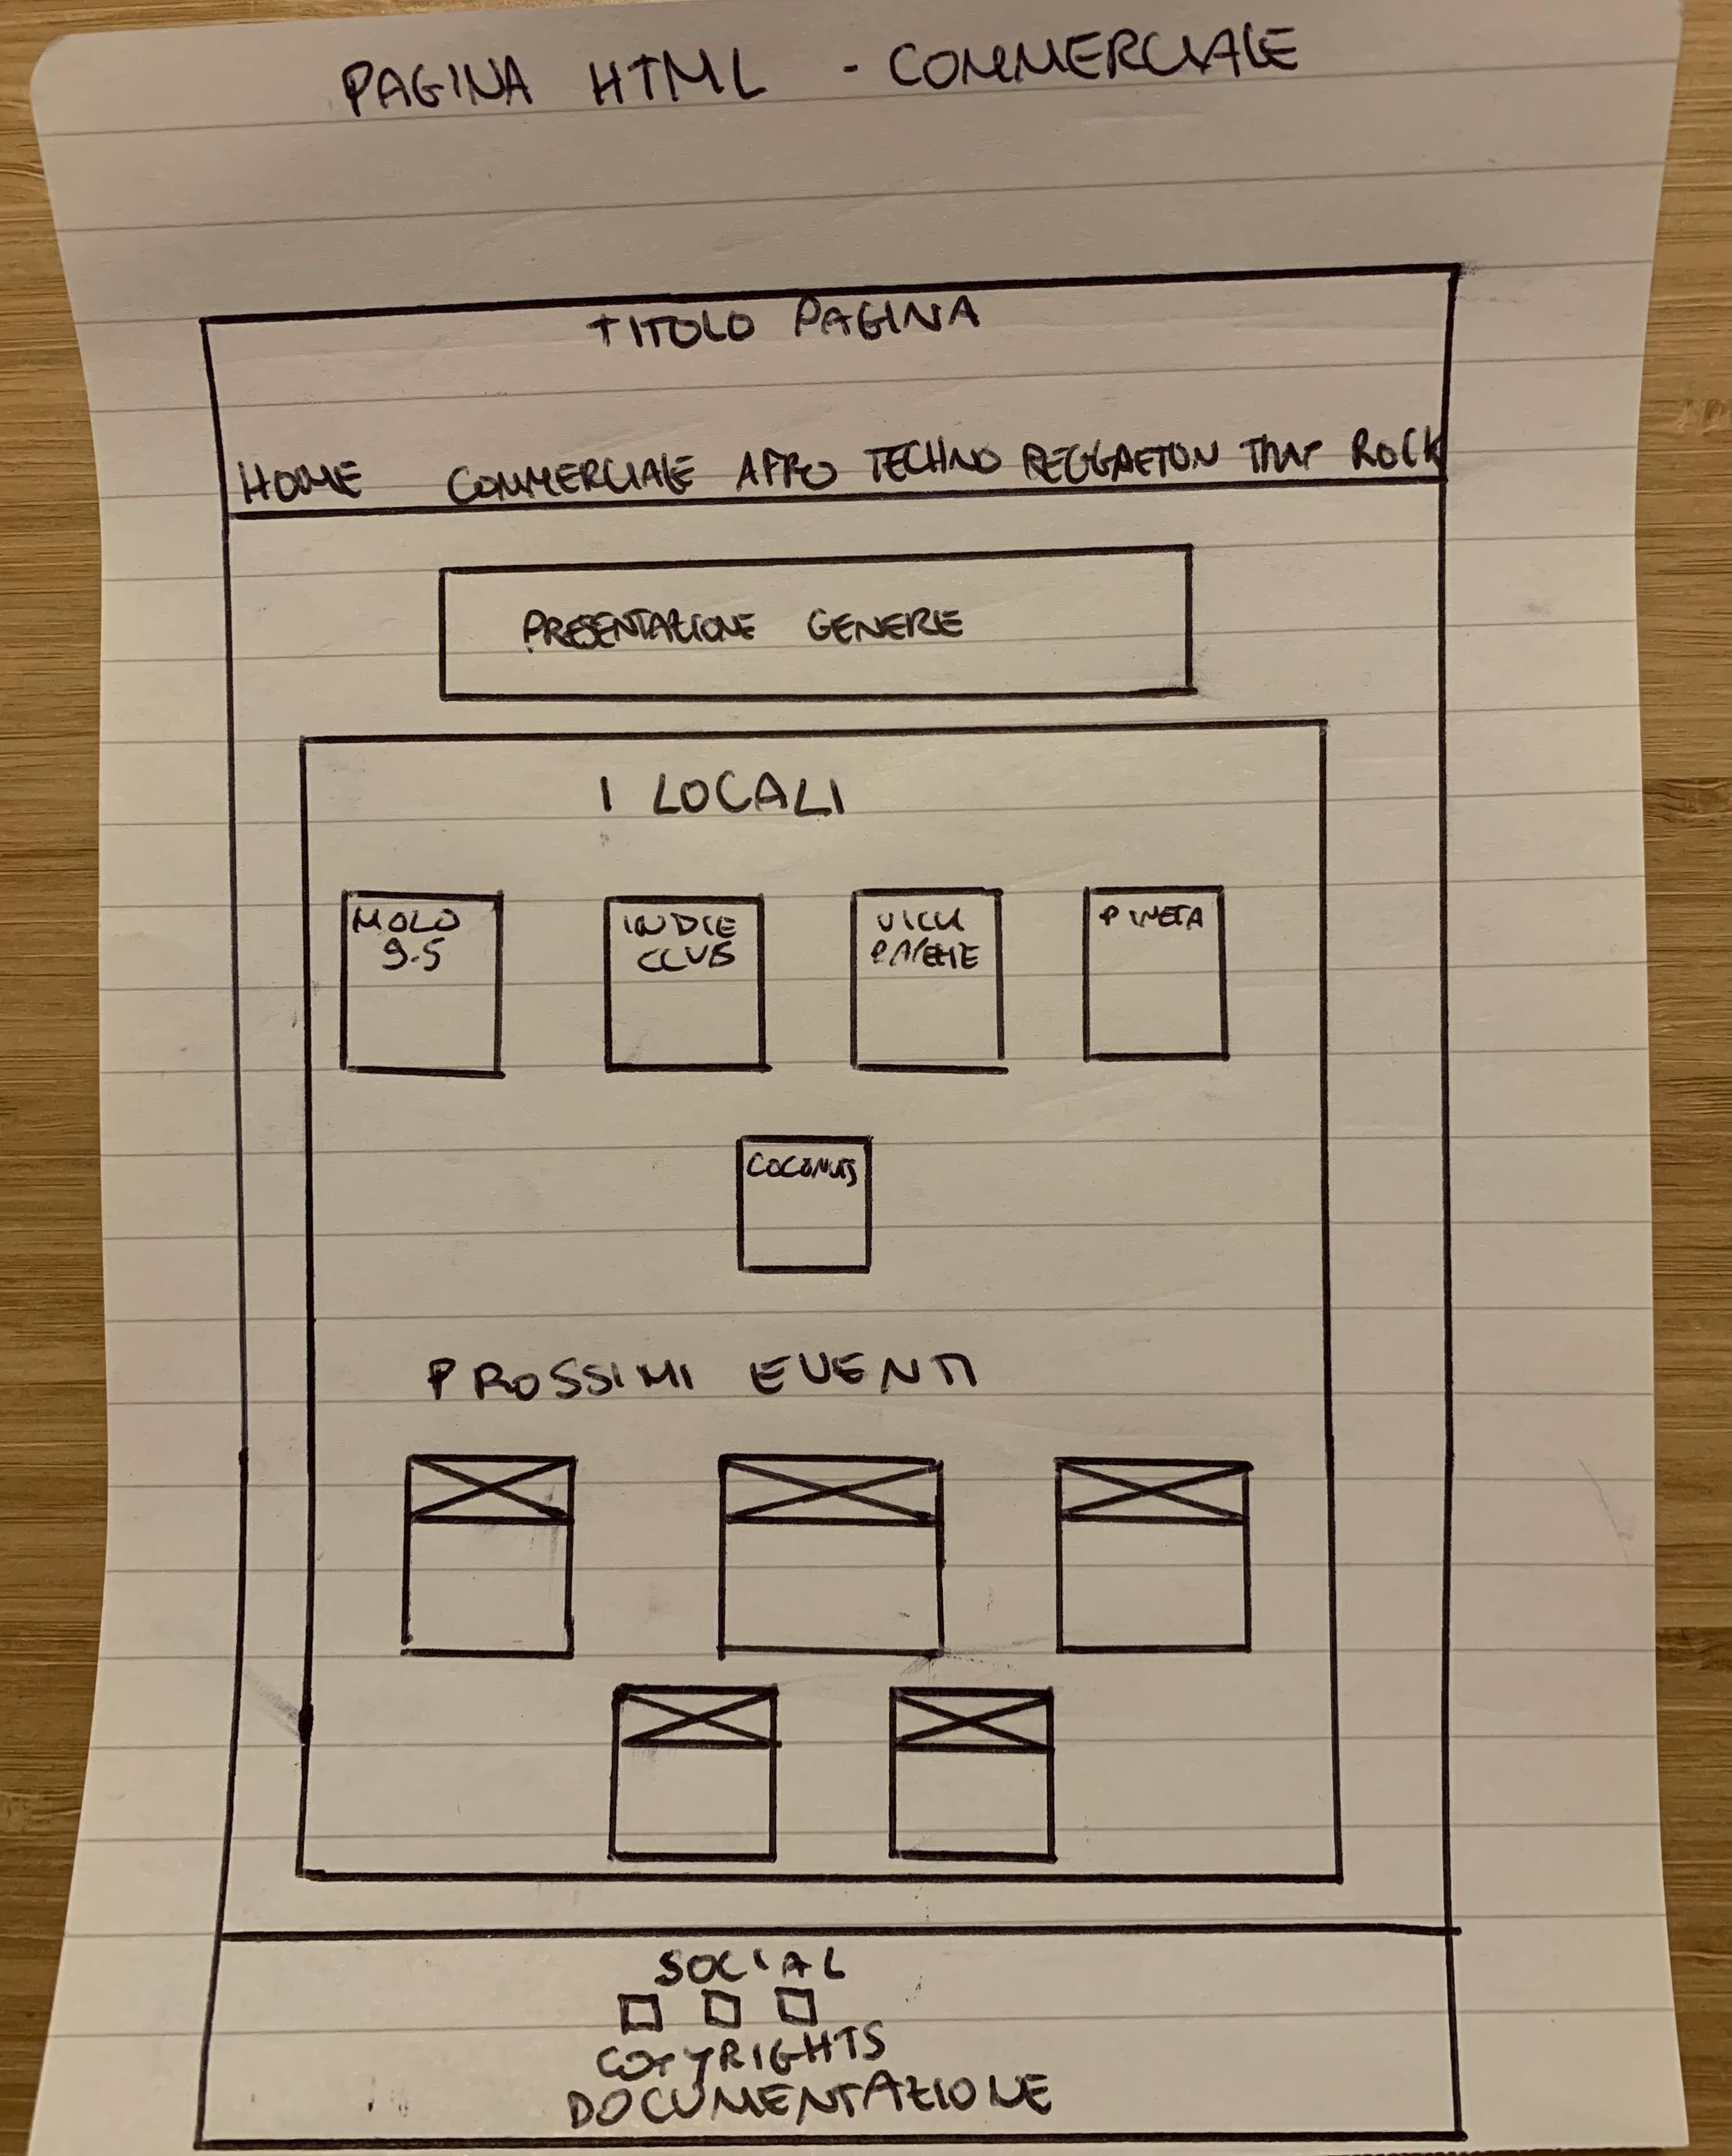 PAGINA HTML - COMMERCIALE
TITOLO PAGINA
HOME COMMERCIALE AFRO TECHNO REGGAETON TRAP ROCK
PRESENTAZIONE GENERE
I LOCALI
MOLO
9.5
INDIE
CLUB
VILLA
PAPEETE
PINETA
COCONUTS
PROSSIMI EVENTI
SOCIAL
COPYRIGHTS
DOCUMENTAZIONE